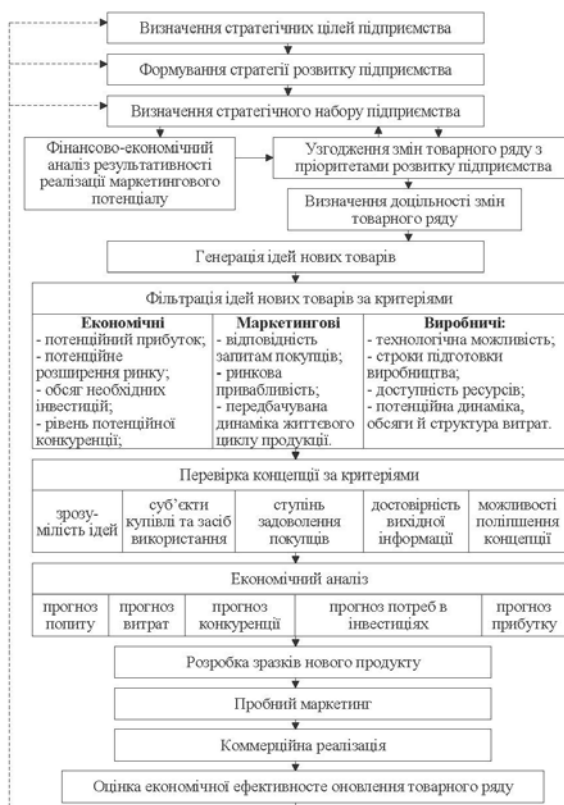 Визначення стратегічних цілей підприємства
Формування стратегії розвитку підприємства
Визначення стратегічного набору підприємства
Фінансово-економічний
аналіз результативності
реалізації маркетингового
потенціалу
Узгодження змін товарного ряду з
пріоритетами розвитку підприємства
Визначення доцільності змін
товарного ряду
Генерація ідей нових товарів
Фільтрація ідей нових товарів за критеріями
Економічні
- потенційний прибуток;
- потенційне
розширення ринку;
- обсяг необхідних
інвестицій;
- рівень потенційної
конкуренції;
Маркетингові
- відповідність
запитам покупців;
- ринкова
привабливість;
- передбачувана
динаміка життєвого
циклу продукції.
Виробничі:
- технологічна можливість;
- строки підготовки
виробництва;
- доступність ресурсів;
- потенційна динаміка,
обсяги й структура витрат.
Перевірка концепції за критеріями
зрозу-
мілість ідей
суб’єкти
купівлі та засіб
використання
ступінь
задоволення
покупців
достовірність
вихідної
інформації
можливості
поліпшення
концепції
Економічний аналіз
прогноз
попиту
прогноз
витрат
прогноз
конкуренції
прогноз потреб в
інвестиціях
прогноз
прибутку
Розробка зразків нового продукту
Пробний маркетинг
Коммерційна реалізація
Оцінка економічної ефективносте оновлення товарного ряду